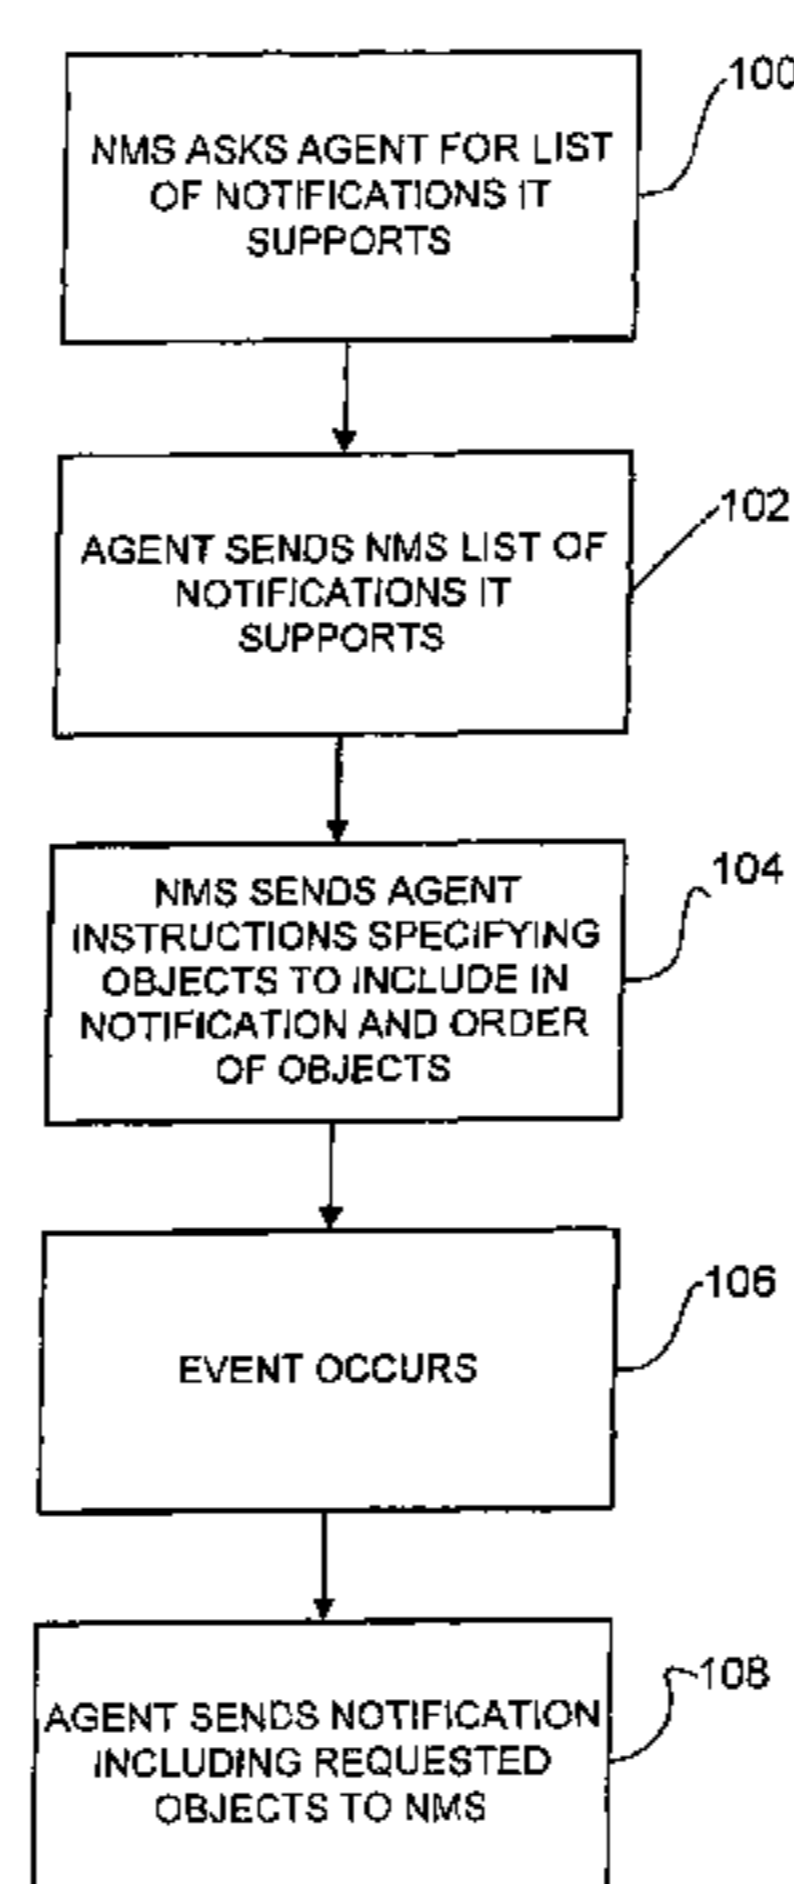 100
NMS ASKS AGENT FOR LIST
OF NOTIFICATIONS IT
SUPPORTS
102
AGENT SENDS NMS LIST OF
NOTIFICATIONS IT
SUPPORTS
104
NMS SENDS AGENT
INSTRUCTIONS SPECIFYING
OBJECTS TO INCLUDE IN
NOTIFICATION AND ORDER
OF OBJECTS
106
EVENT OCCURS
108
AGENT SENDS NOTIFICATION
INCLUDING REQUESTED
OBJECTS TO NMS